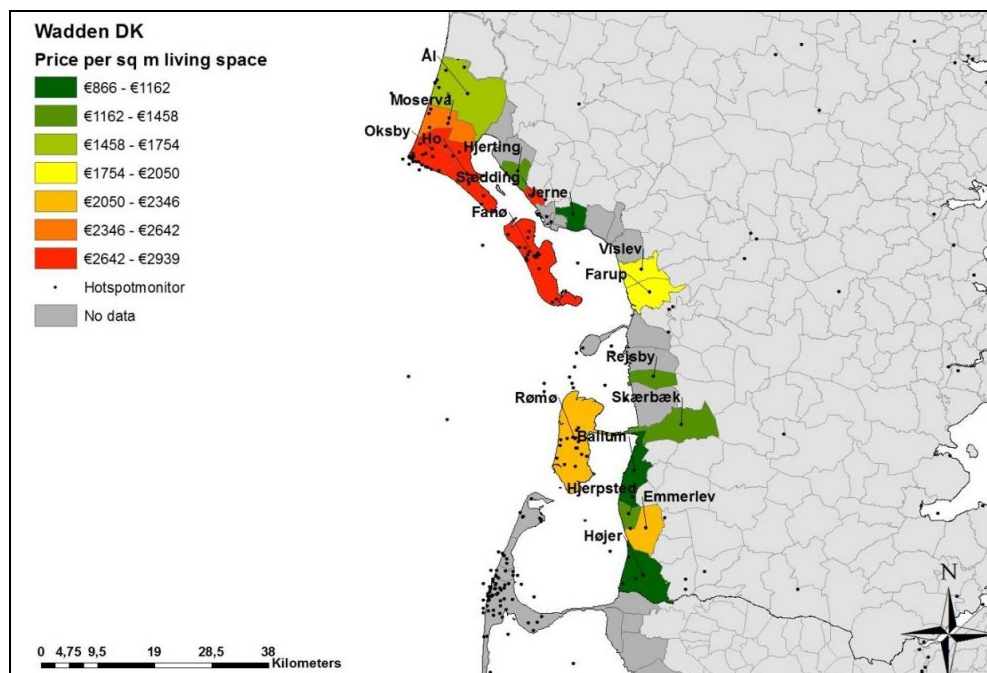 Wadden DK
Price per sq m living space
€866 - €1162
€1162 - €1458
€1458 - €1754
€1754 - €2050
€2050 - €2346
€2346 - €2642
€2642 - €2939
Hotspotmonitor
No data
Ål
Moservå
Oksby
Ho
Hjerting
Sædding
Jerne
Fanø
Vislev
Farup
Rejsby
Skærbæk
Rømø
Ballum
Hjerpsted
Emmerlev
Højer
N
0 4,75 9,5 19 28,5 38
Kilometers